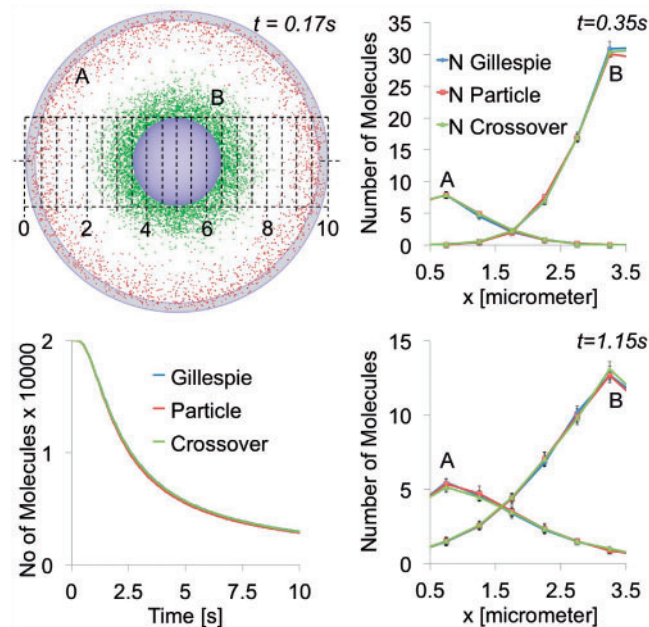 t = 0.17s
A
B
0 2 4 6 8 10
t=0.35s
Number of Molecules
35
30
25
20
15
10
5
0
N Gillespie
N Particle
N Crossover
A
B
0.5 1.5 2.5 3.5
x [micrometer]
No of Molecules x 10000
2
1
0
Gillespie
Particle
Crossover
0 2.5 5 7.5 10
Time [s]
t=1.15s
Number of Molecules
15
10
5
0
A
B
0.5 1.5 2.5 3.5
x [micrometer]